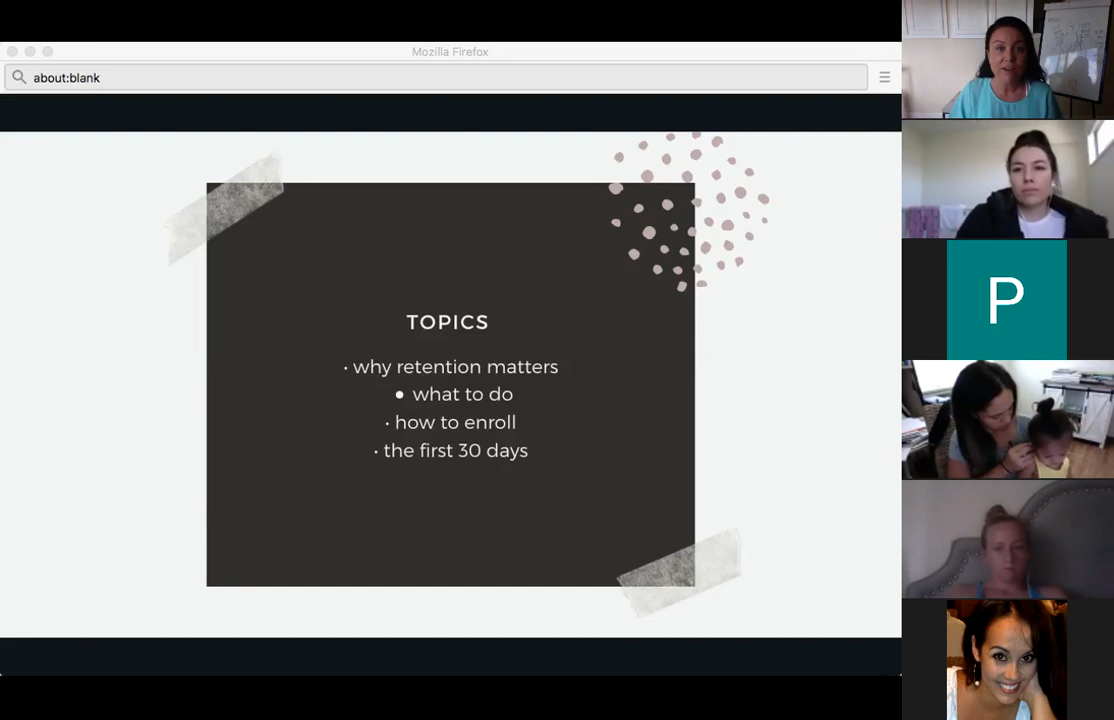 Mozilla Firefox
about:blank
TOPICS
· why retention matters
• what to do
· how to enroll
· the first 30 days
P